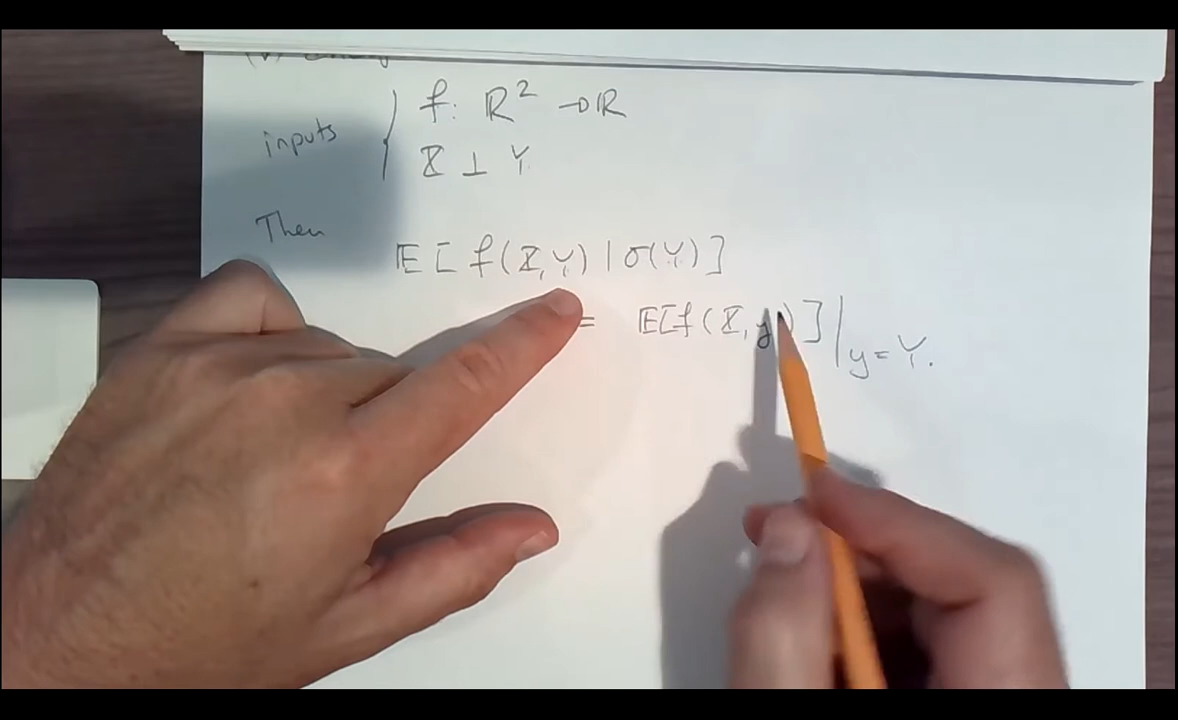 inputs { f: ℝ² → ℝ
Z ⊥ Y
Then
𝔼[f(Z,Y) | σ(Y)]
= 𝔼[f(Z,y)]|y=Y.